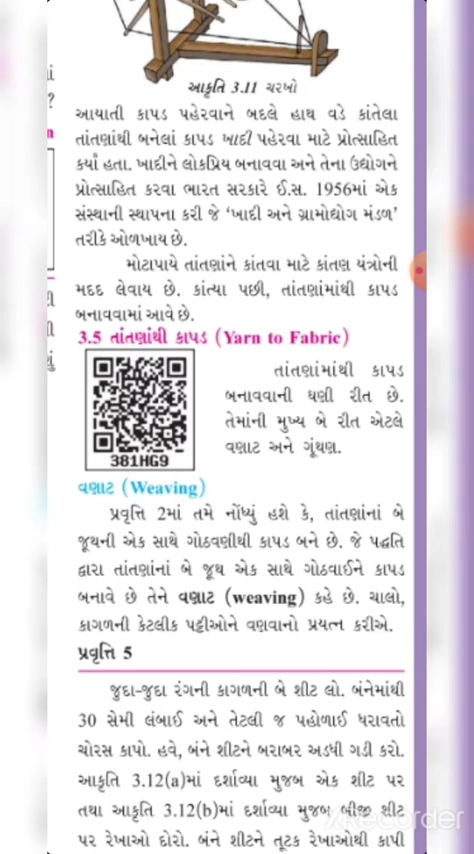 આકૃતિ 3.11 ચરખો
આયાતી કાપડ પહેરવાને બદલે હાથ વડે કાંતેલા
તાંતણાંથી બનેલાં કાપડ ખાદી પહેરવા માટે પ્રોત્સાહિત
કર્યાં હતા. ખાદીને લોકપ્રિય બનાવવા અને તેના ઉદ્યોગને
પ્રોત્સાહિત કરવા ભારત સરકારે ઈ.સ. 1956માં એક
સંસ્થાની સ્થાપના કરી જે ‘ખાદી અને ગ્રામોદ્યોગ મંડળ’
તરીકે ઓળખાય છે.
મોટાપાયે તાંતણાંને કાંતવા માટે કાંતણ યંત્રોની
મદદ લેવાય છે. કાંત્યા પછી, તાંતણાંમાંથી કાપડ
બનાવવામાં આવે છે.
3.5 તાંતણાંથી કાપડ (Yarn to Fabric)
તાંતણાંમાંથી કાપડ
બનાવવાની ઘણી રીત છે.
તેમાંની મુખ્ય બે રીત એટલે
વણાટ અને ગૂંથણ.
381HG9
વણાટ (Weaving)
પ્રવૃત્તિ 2માં તમે નોંધ્યું હશે કે, તાંતણાંનાં બે
જૂથની એક સાથે ગોઠવણીથી કાપડ બને છે. જે પદ્ધતિ
દ્વારા તાંતણાંનાં બે જૂથ એક સાથે ગોઠવાઈને કાપડ
બનાવે છે તેને વણાટ (weaving) કહે છે. ચાલો,
કાગળની કેટલીક પટ્ટીઓને વણવાનો પ્રયત્ન કરીએ.
પ્રવૃત્તિ 5
જુદા-જુદા રંગની કાગળની બે શીટ લો. બંનેમાંથી
30 સેમી લંબાઈ અને તેટલી જ પહોળાઈ ધરાવતો
ચોરસ કાપો. હવે, બંને શીટને બરાબર અડધી ગડી કરો.
આકૃતિ 3.12(a)માં દર્શાવ્યા મુજબ એક શીટ પર
તથા આકૃતિ 3.12(b)માં દર્શાવ્યા મુજબ બીજી શીટ
પર રેખાઓ દોરો. બંને શીટને તૂટક રેખાઓથી કાપી
XRecorder